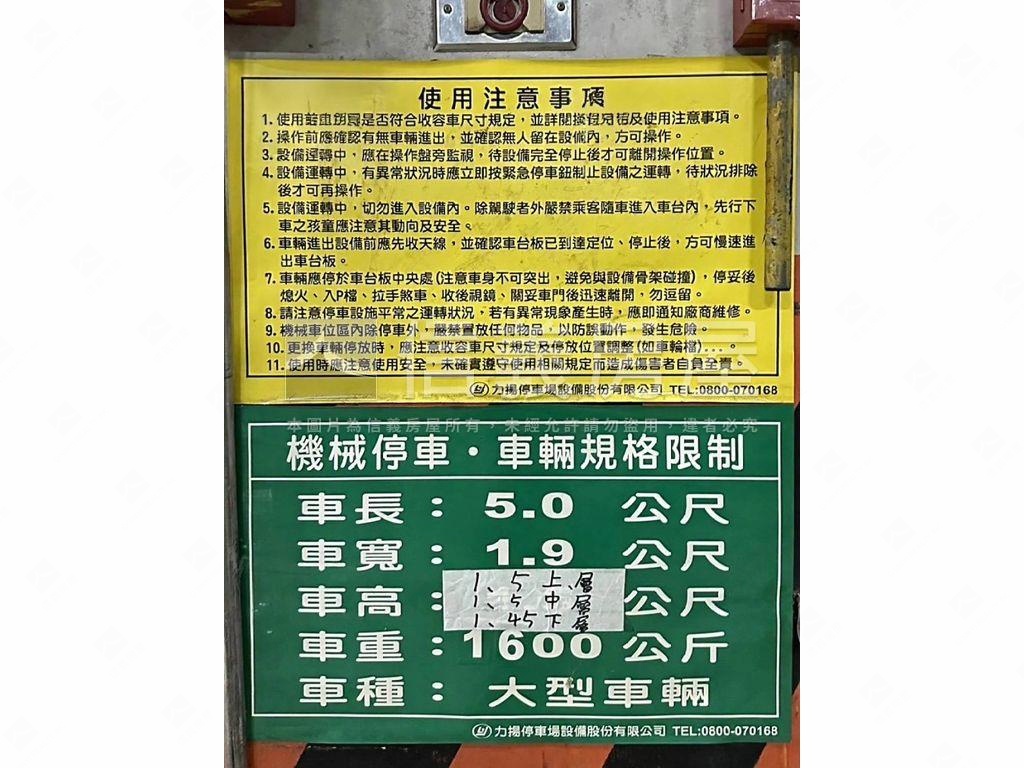 使用注意事項
1. 使用前車輛是否符合收容車尺寸規定，並詳閱操作說明及使用注意事項。
2. 操作前應確認有無車輛進出，並確認無人留在設備內，方可操作。
3. 設備運轉中，應在操作盤旁監視，待設備完全停止後才可離開操作位置。
4. 設備運轉中，有異常狀況時應立即按緊急停車鈕制止設備之運轉，待狀況排除
後才可再操作。
5. 設備運轉中，切勿進入設備內。除駕駛者外嚴禁乘客隨車進入車台內，先行下
車之孩童應注意其動向及安全。
6. 車輛進出設備前應先收天線，並確認車台板已到達定位、停止後，方可慢速進
出車台板。
7. 車輛應停於車台板中央處(注意車身不可突出，避免與設備骨架碰撞)，停妥後
熄火、入P檔、拉手煞車、收後視鏡、關妥車門後迅速離開，勿逗留。
8. 請注意停車設施平常之運轉狀況，若有異常現象產生時，應即通知廠商維修。
9. 機械車位區內除停車外，嚴禁置放任何物品，以防誤動作，發生危險。
10. 更換車輛停放時，應注意收容車尺寸規定及停放位置調整(如車輪檔)...。
11. 使用時應注意使用安全，未確實遵守使用相關規定而造成傷害者自負全責。
力揚停車場設備股份有限公司 TEL:0800-070168
本圖片為信義房屋所有，未經允許請勿盜用，違者必究
機械停車・車輛規格限制
車長：5.0 公尺
車寬：1.9 公尺
1、5 上層
車高： 1、5 中層 公尺
1、45 下層
車重：1600公斤
車種：大型車輛
力揚停車場設備股份有限公司 TEL:0800-070168